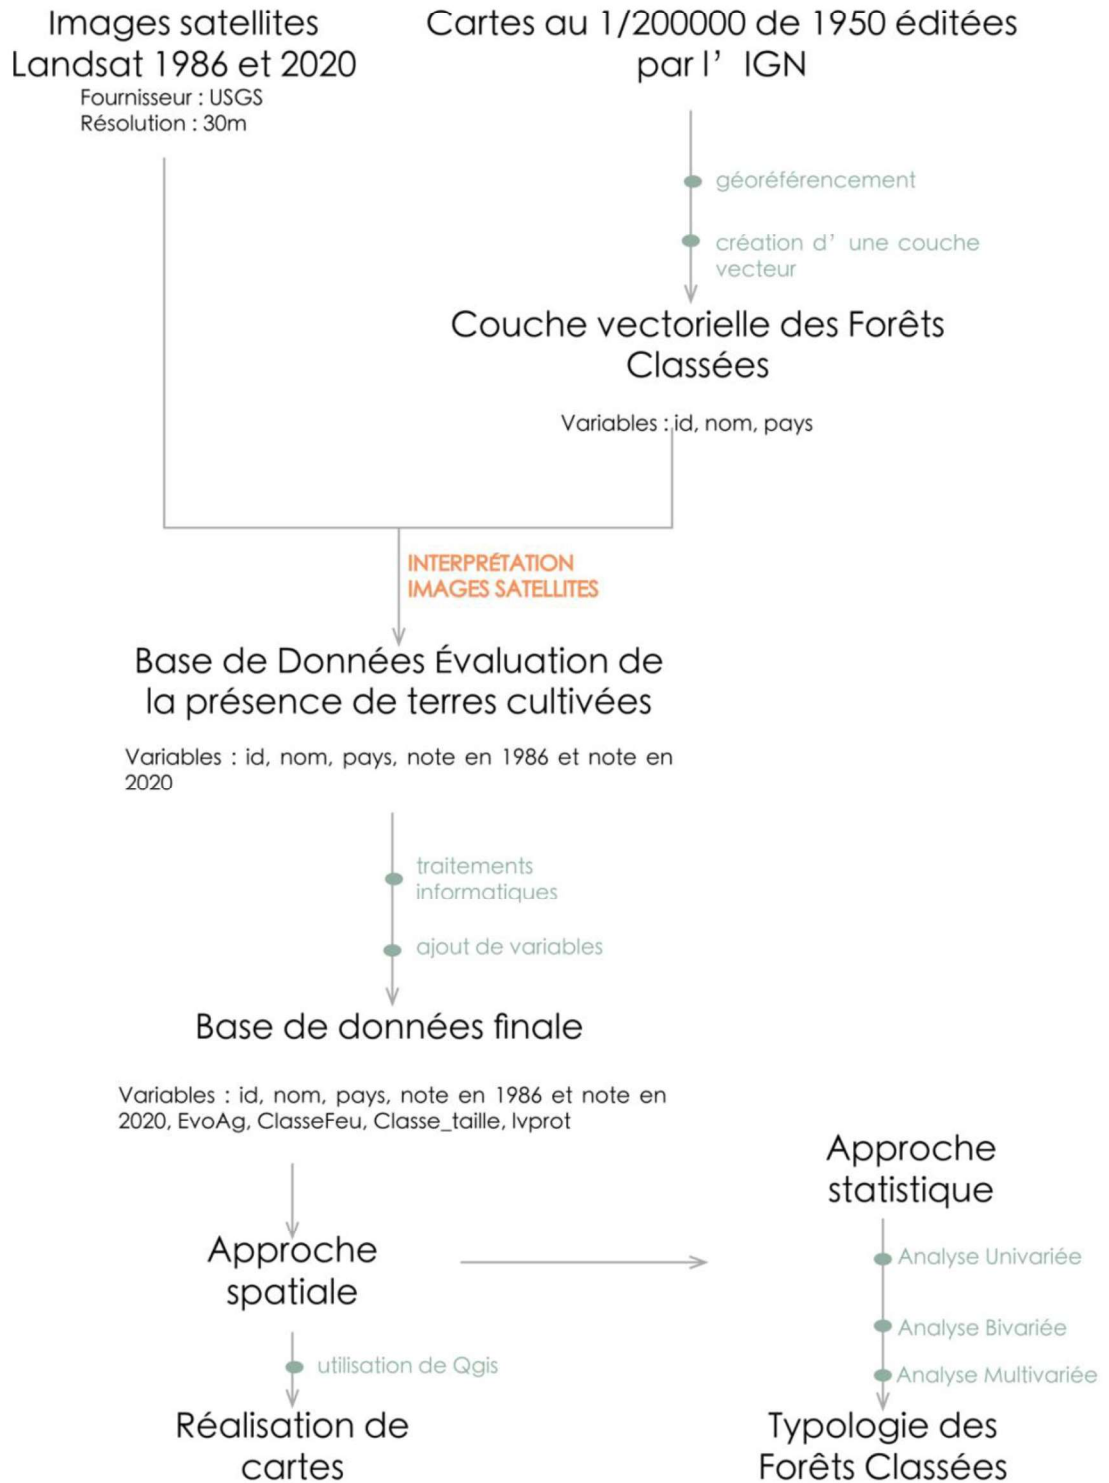 Images satellites
Landsat 1986 et 2020
Fournisseur : USGS
Résolution : 30m
Cartes au 1/200000 de 1950 éditées
par l’ IGN
géoréférencement
création d’ une couche
vecteur
Couche vectorielle des Forêts
Classées
Variables : id, nom, pays
INTERPRÉTATION
IMAGES SATELLITES
Base de Données Évaluation de
la présence de terres cultivées
Variables : id, nom, pays, note en 1986 et note en
2020
traitements
informatiques
ajout de variables
Base de données finale
Variables : id, nom, pays, note en 1986 et note en
2020, EvoAg, ClasseFeu, Classe_taille, lvprot
Approche
spatiale
utilisation de Qgis
Réalisation de
cartes
Approche
statistique
Analyse Univariée
Analyse Bivariée
Analyse Multivariée
Typologie des
Forêts Classées